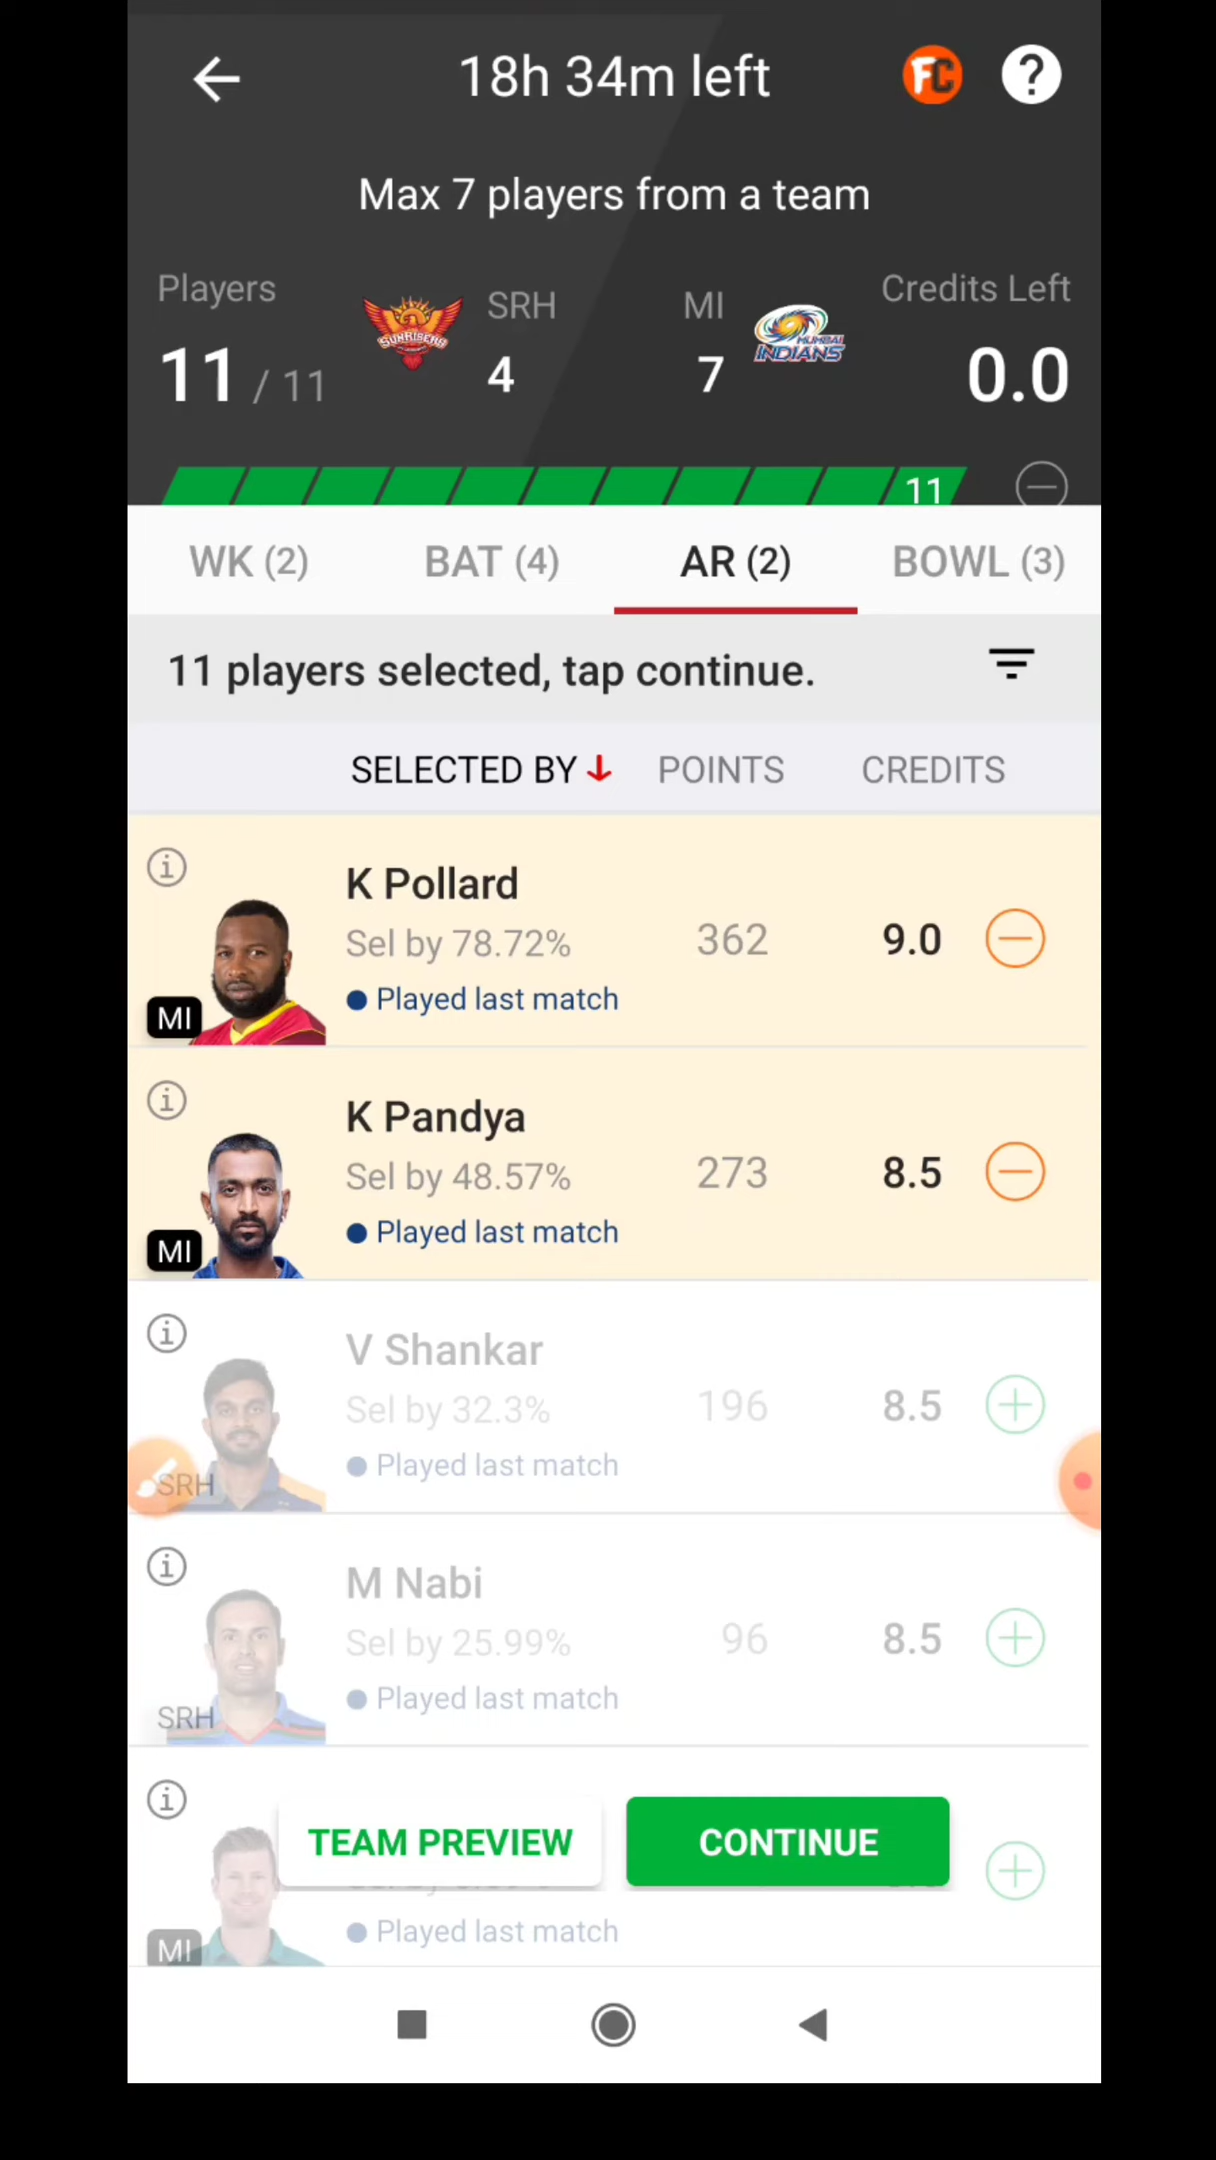 18h 34m left
FC
?
Max 7 players from a team
Players
SRH
MI
Credits Left
SUNRISERS
MUMBAI
INDIANS
11 / 11
4
7
0.0
11
WK (2)
BAT (4)
AR (2)
BOWL (3)
11 players selected, tap continue.
SELECTED BY
POINTS
CREDITS
K Pollard
Sel by 78.72%
362
9.0
Played last match
MI
K Pandya
Sel by 48.57%
273
8.5
Played last match
MI
V Shankar
Sel by 32.3%
196
8.5
Played last match
SRH
M Nabi
Sel by 25.99%
96
8.5
Played last match
SRH
TEAM PREVIEW
CONTINUE
Played last match
MI